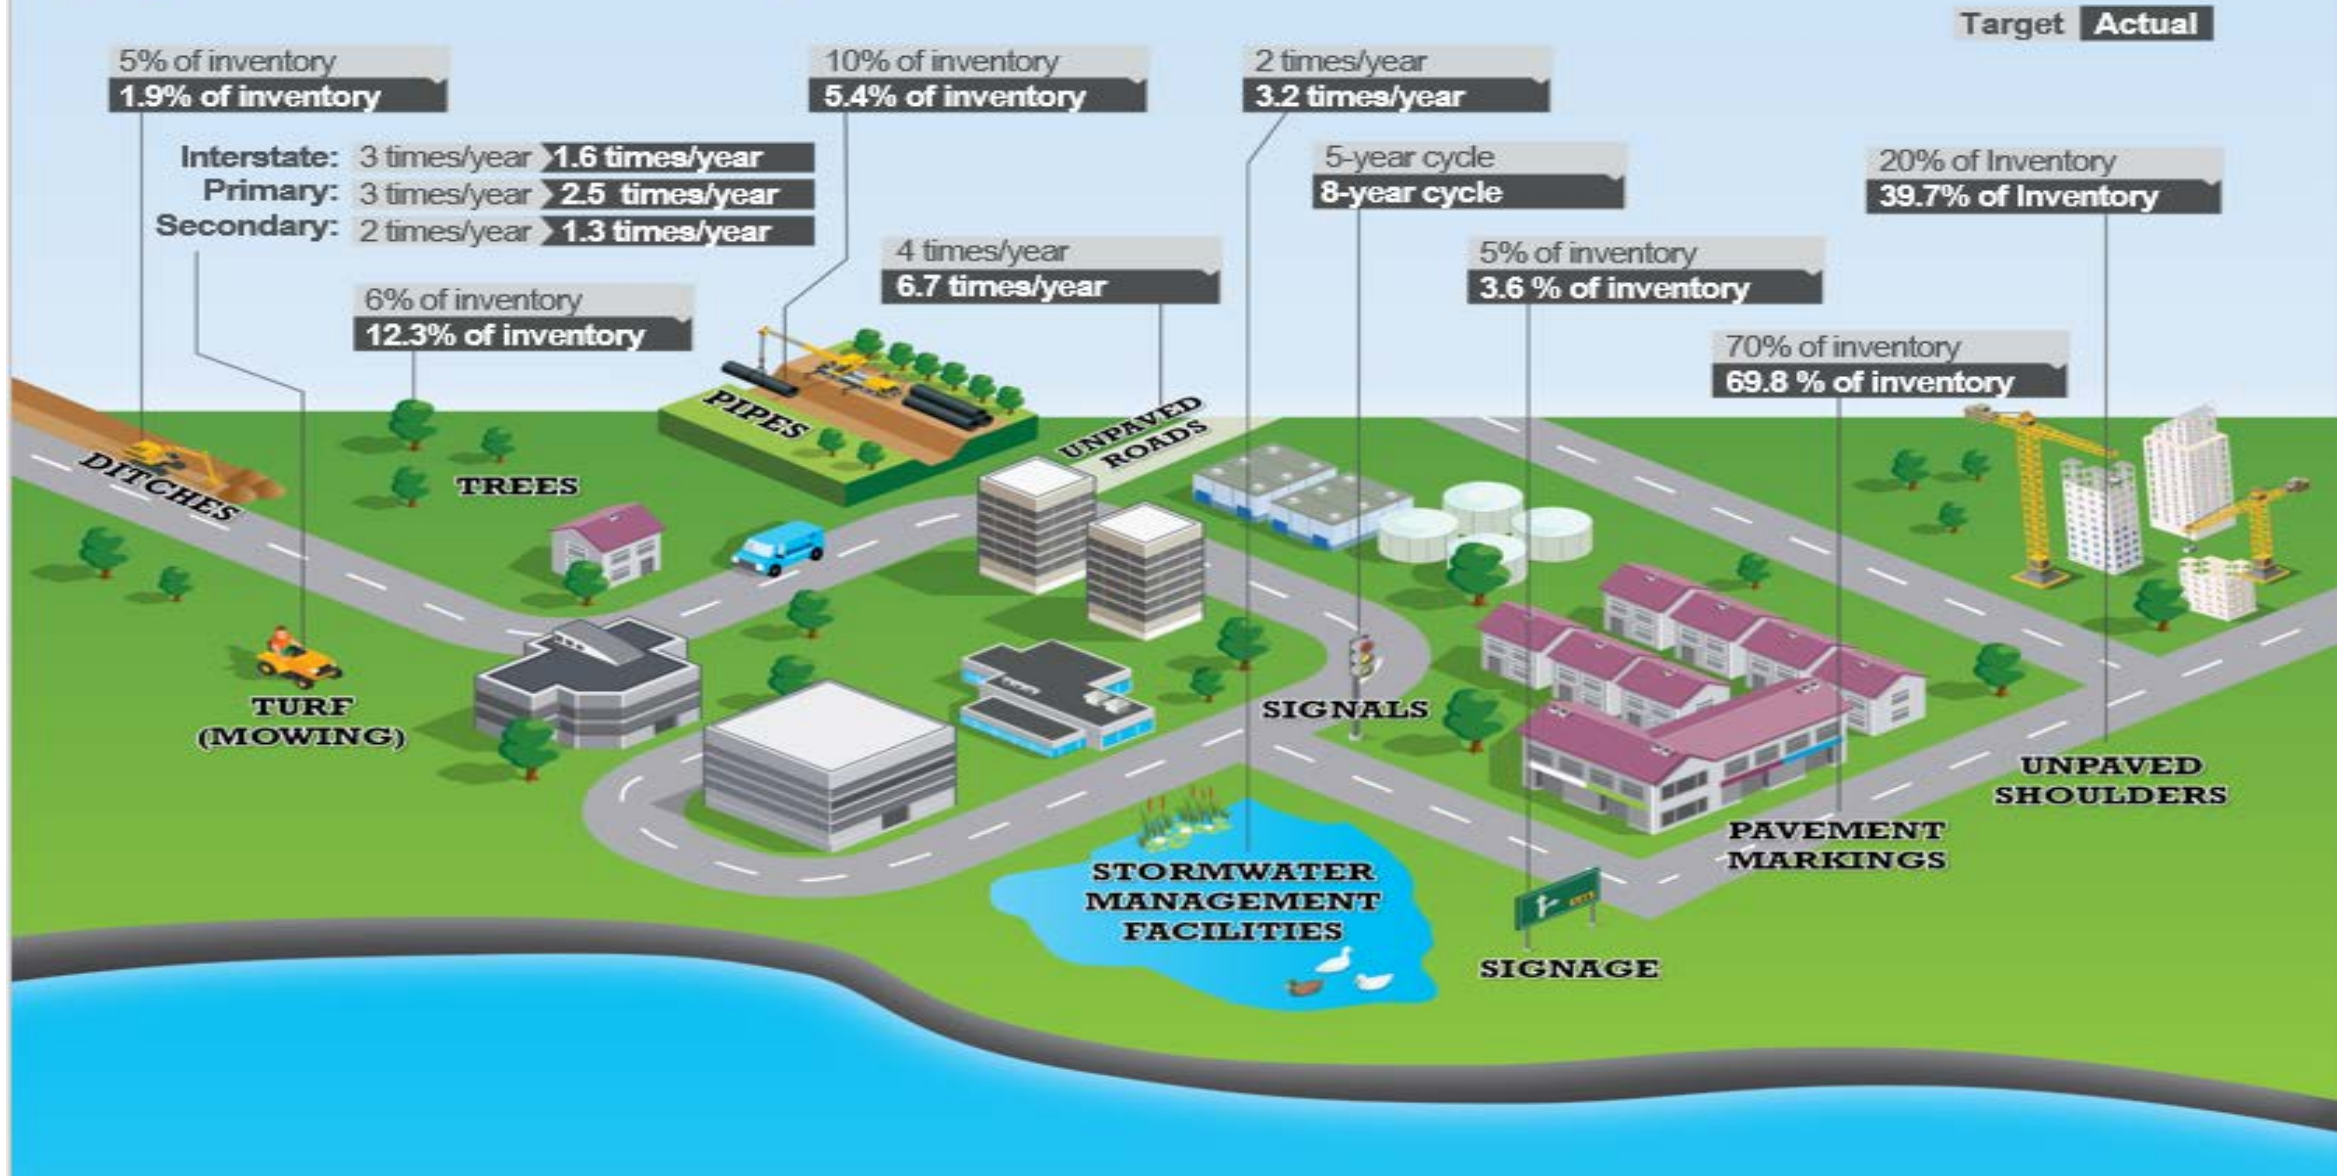 Target Actual
5% of inventory
1.9% of inventory
10% of inventory
5.4% of inventory
2 times/year
3.2 times/year
Interstate: 3 times/year 1.6 times/year
Primary: 3 times/year 2.5 times/year
Secondary: 2 times/year 1.3 times/year
5-year cycle
8-year cycle
20% of Inventory
39.7% of Inventory
4 times/year
6.7 times/year
5% of inventory
3.6 % of inventory
6% of inventory
12.3% of inventory
70% of inventory
69.8 % of inventory
DITCHES
TREES
PIPES
UNPAVED
ROADS
TURF
(MOWING)
SIGNALS
UNPAVED
SHOULDERS
PAVEMENT
MARKINGS
STORMWATER
MANAGEMENT
FACILITIES
SIGNAGE